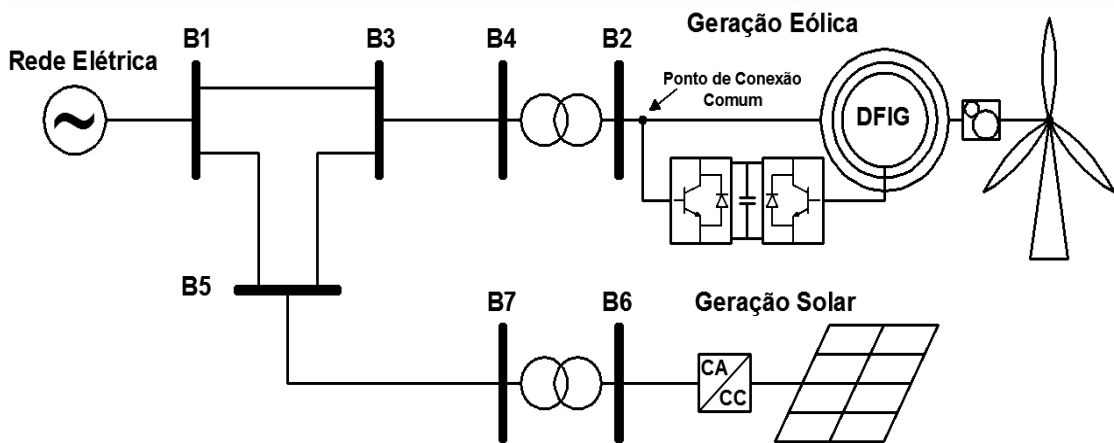 Geração Eólica
B1
B3
B4
B2
Rede Elétrica
Ponto de Conexão
Comum
DFIG
~
B5
B7
B6
Geração Solar
CA
CC